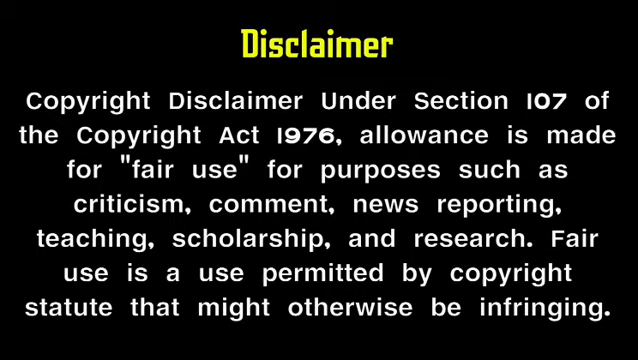 Disclaimer
Copyright Disclaimer Under Section 107 of
the Copyright Act 1976, allowance is made
for "fair use" for purposes such as
criticism, comment, news reporting,
teaching, scholarship, and research. Fair
use is a use permitted by copyright
statute that might otherwise be infringing.